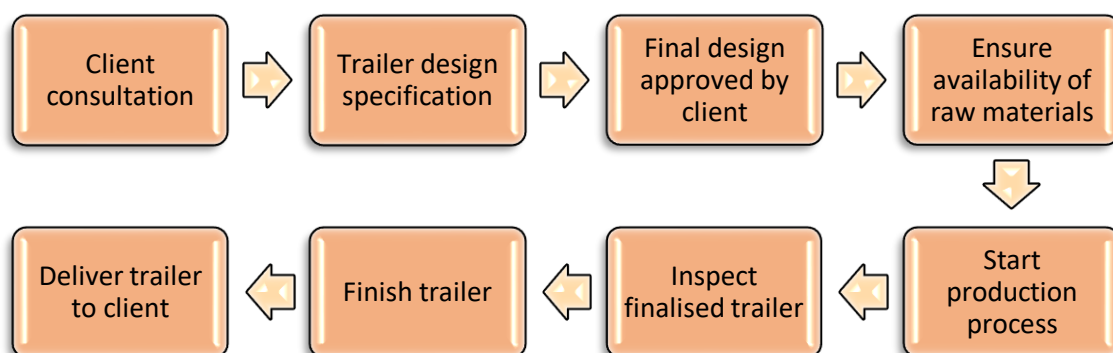 Client
consultation
Trailer design
specification
Final design
approved by
client
Ensure
availability of
raw materials
Start
production
process
Inspect
finalised trailer
Finish trailer
Deliver trailer
to client